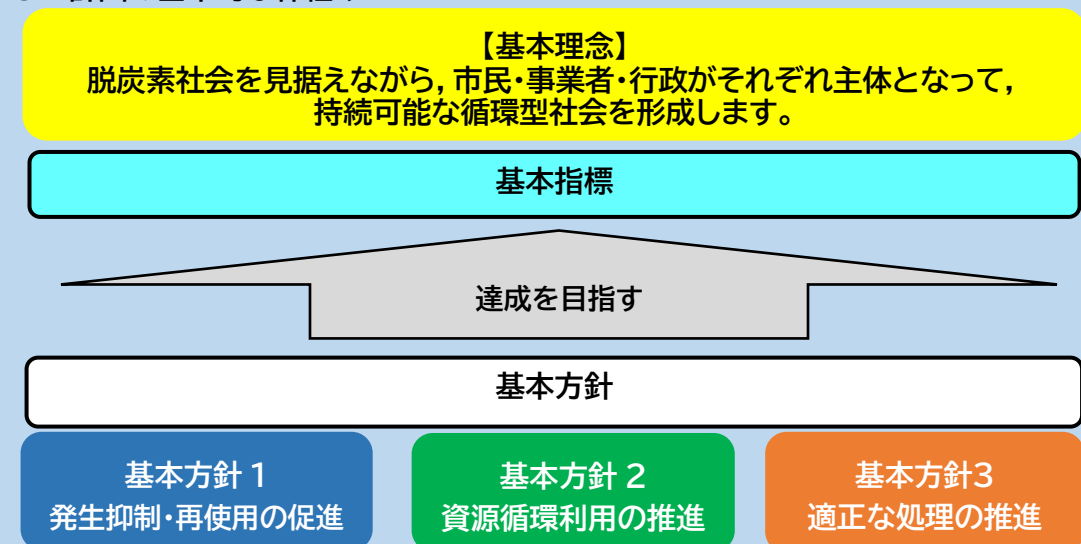 【基本理念】
脱炭素社会を見据えながら，市民・事業者・行政がそれぞれ主体となって，
持続可能な循環型社会を形成します。
基本指標
達成を目指す
基本方針
基本方針１
発生抑制・再使用の促進
基本方針２
資源循環利用の推進
基本方針３
適正な処理の推進